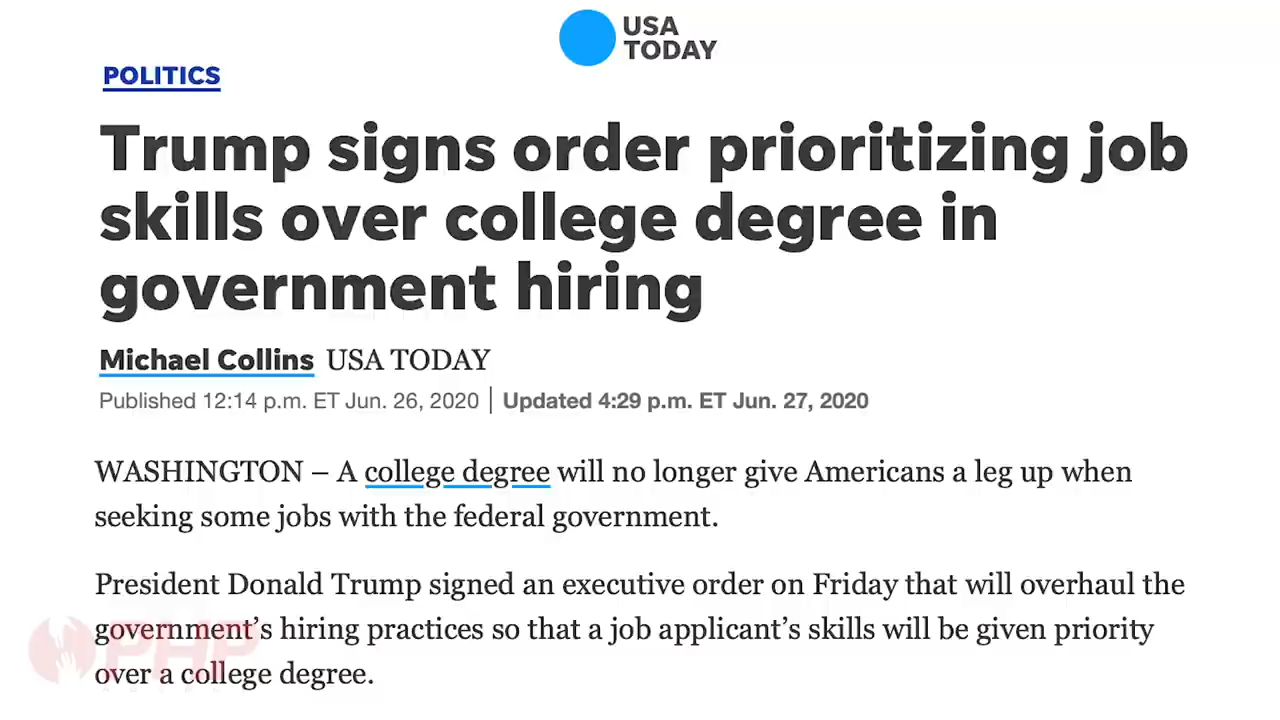 USA
TODAY
POLITICS
Trump signs order prioritizing job
skills over college degree in
government hiring
Michael Collins USA TODAY
Published 12:14 p.m. ET Jun. 26, 2020 | Updated 4:29 p.m. ET Jun. 27, 2020
WASHINGTON – A college degree will no longer give Americans a leg up when
seeking some jobs with the federal government.
President Donald Trump signed an executive order on Friday that will overhaul the
government’s hiring practices so that a job applicant’s skills will be given priority
over a college degree.
PHP